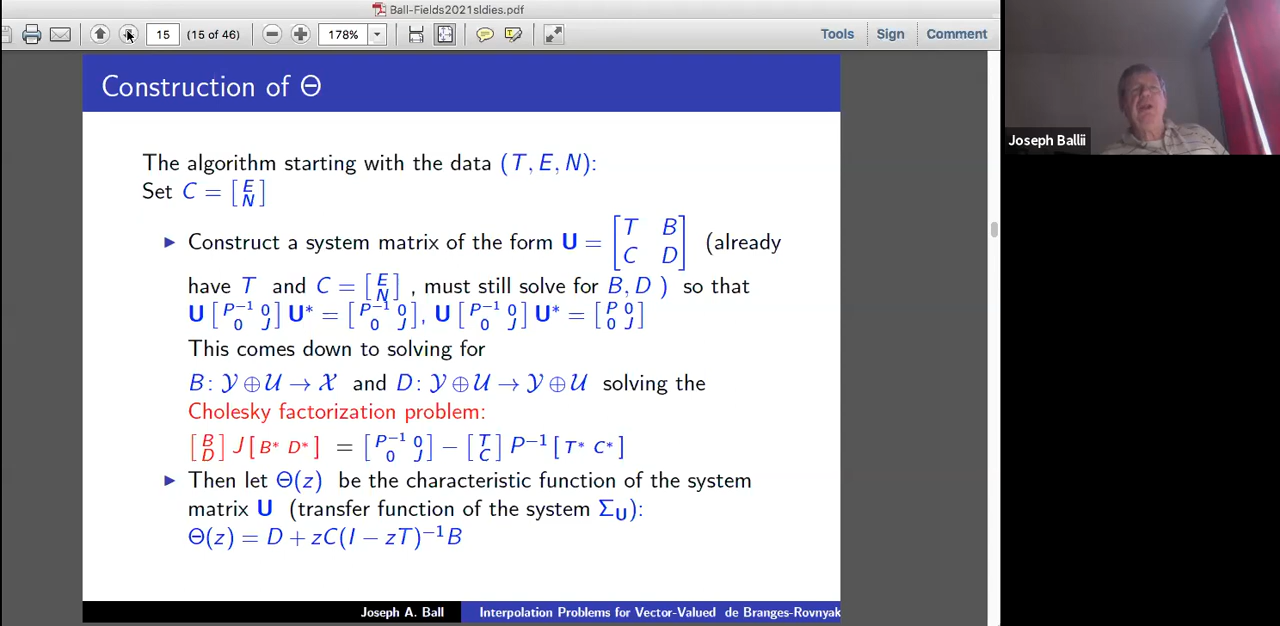 Ball-Fields2021sldies.pdf
15 (15 of 46) 178% Tools Sign Comment
Construction of Θ
The algorithm starting with the data (T, E, N):
Set C = [E N]
▶ Construct a system matrix of the form U = [T B C D] (already
have T and C = [E N], must still solve for B, D ) so that
U [P⁻¹ 0 0 J] U* = [P⁻¹ 0 0 J], U [P⁻¹ 0 0 J] U* = [P 0 0 J]
This comes down to solving for
B: 𝒴 ⊕ 𝒰 → 𝒳 and D: 𝒴 ⊕ 𝒰 → 𝒴 ⊕ 𝒰 solving the
Cholesky factorization problem:
[B D] J [B* D*] = [P⁻¹ 0 0 J] − [T C] P⁻¹ [T* C*]
▶ Then let Θ(z) be the characteristic function of the system
matrix U (transfer function of the system Σ_U):
Θ(z) = D + zC(I − zT)⁻¹B
Joseph A. Ball Interpolation Problems for Vector-Valued de Branges-Rovnyak
Joseph Ballii